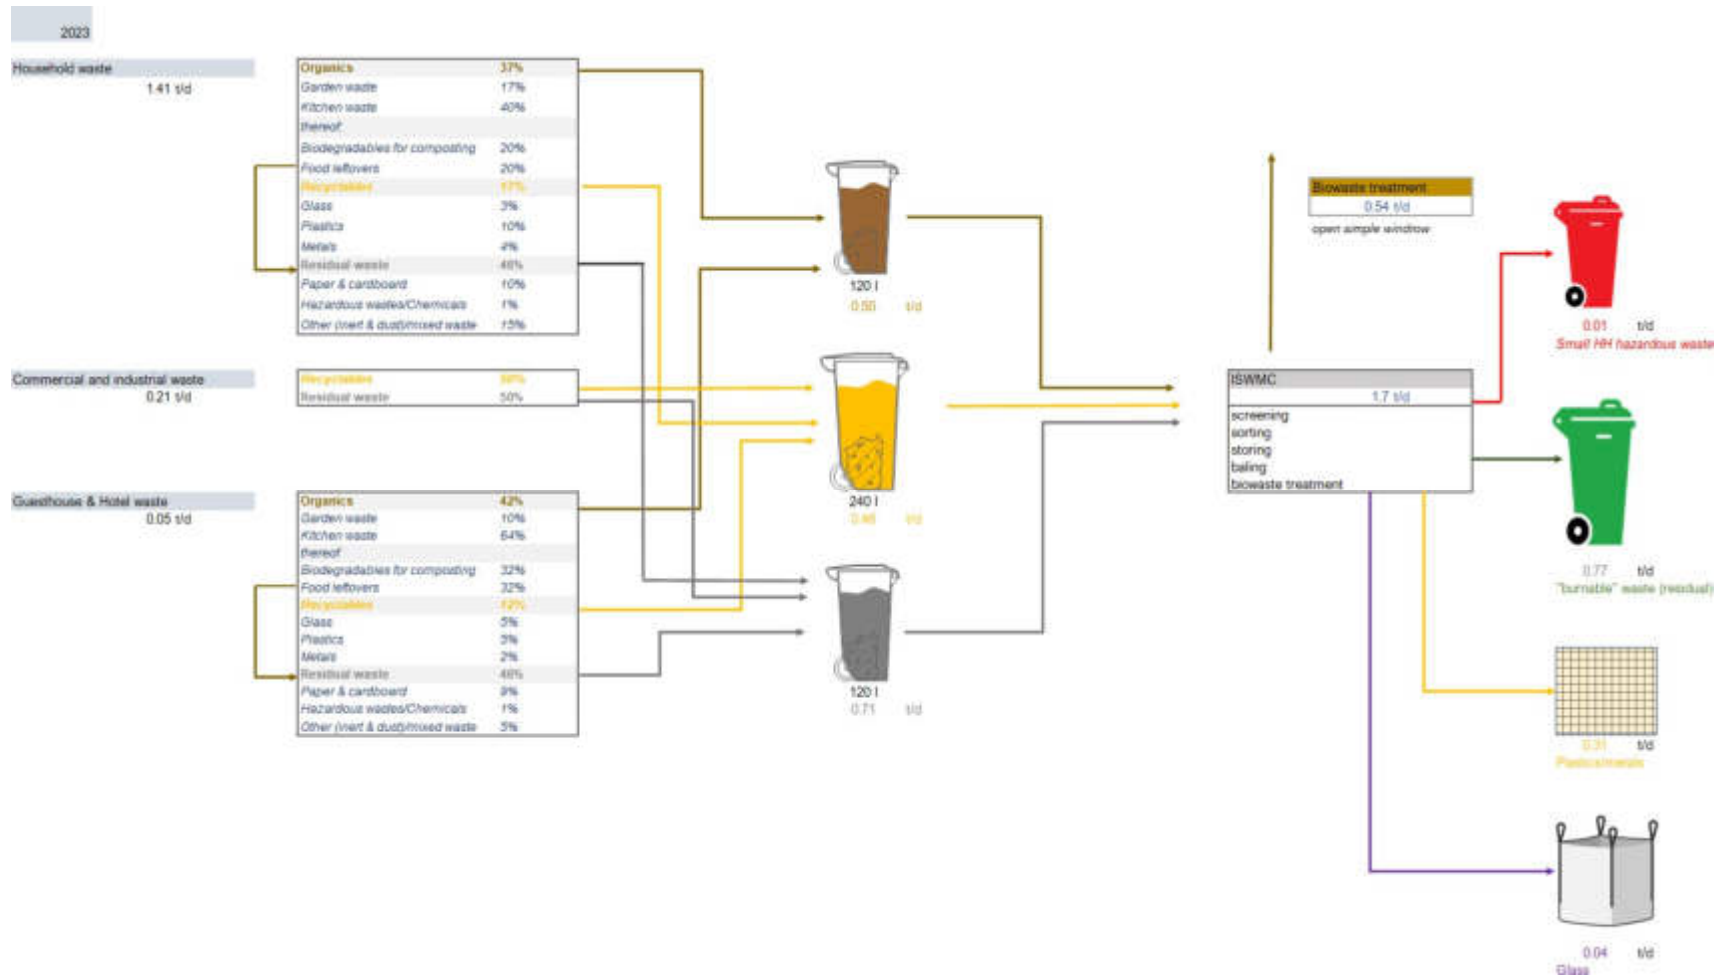 2023
Household waste
1.41 t/d
Organics 37%
Garden waste 17%
Kitchen waste 40%
thereof:
Biodegradables for composting 20%
Food leftovers 20%
Recyclables 17%
Glass 3%
Plastics 10%
Metals 4%
Residual waste 46%
Paper & cardboard 10%
Hazardous wastes/Chemicals 1%
Other (inert & dust)/mixed waste 15%
Commercial and industrial waste
0.21 t/d
Recyclables 50%
Residual waste 50%
Guesthouse & Hotel waste
0.05 t/d
Organics 42%
Garden waste 10%
Kitchen waste 64%
thereof
Biodegradables for composting 32%
Food leftovers 32%
Recyclables 12%
Glass 5%
Plastics 5%
Metals 2%
Residual waste 46%
Paper & cardboard 9%
Hazardous wastes/Chemicals 1%
Other (inert & dust)/mixed waste 5%
120 l
t/d
240 l
t/d
120 l
0.71 t/d
Biowaste treatment
0.54 t/d
open simple windrow
ISWMC
1.7 t/d
screening
sorting
storing
baling
biowaste treatment
0.01 t/d
Small HH hazardous waste
0.77 t/d
"burnable" waste (residual)
0.31 t/d
Plastics/metals
0.04 t/d
Glass